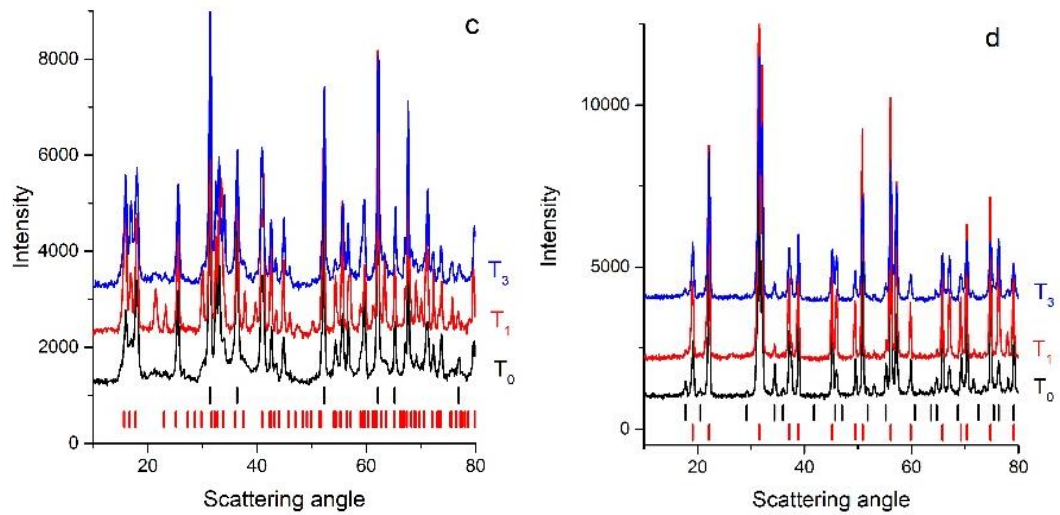 c
8000
6000
4000
2000
0
Intensity
T3
T1
T0
20
40
60
80
Scattering angle
d
10000
5000
0
Intensity
T3
T1
T0
20
40
60
80
Scattering angle